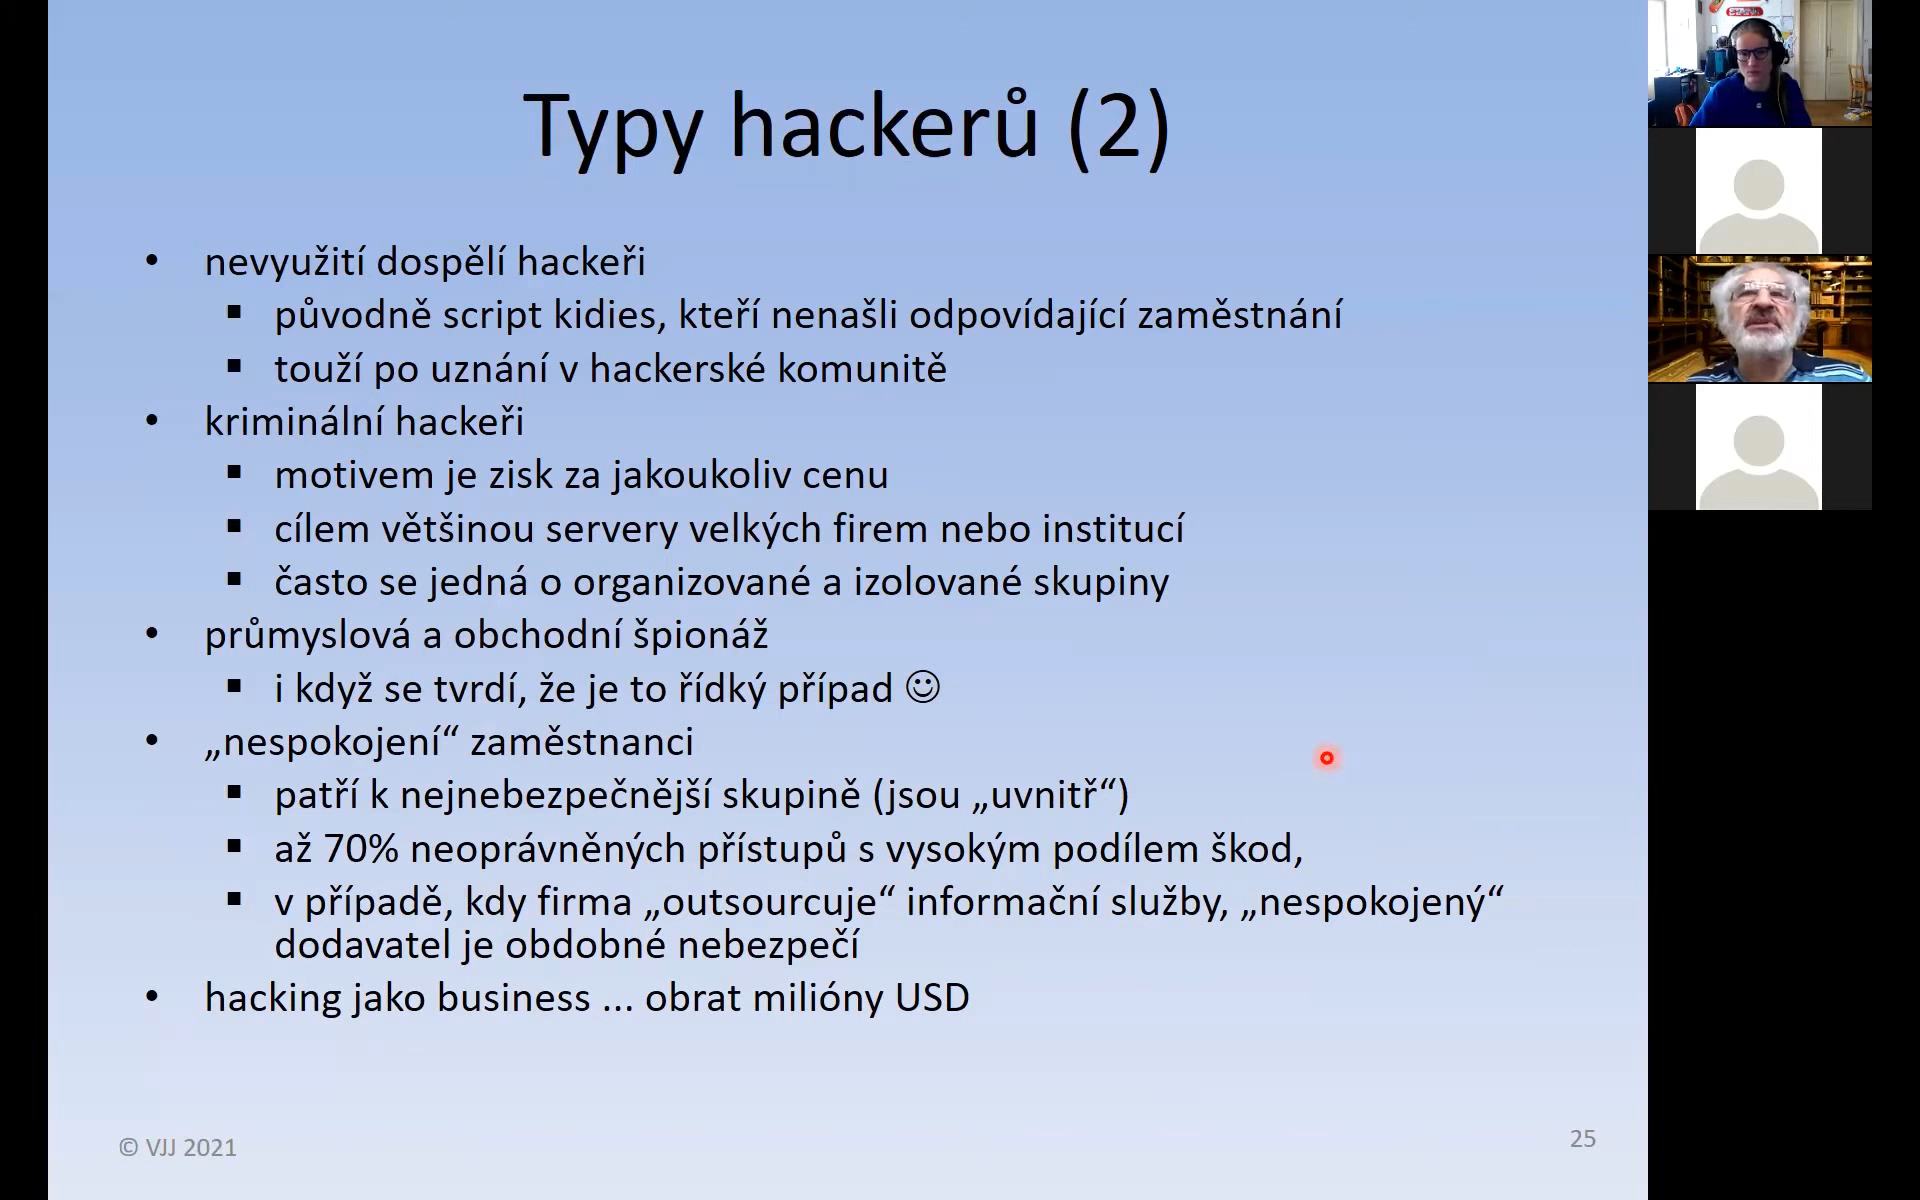 Typy hackerů (2)
• nevyužití dospělí hackeři
▪ původně script kidies, kteří nenašli odpovídající zaměstnání
▪ touží po uznání v hackerské komunitě
• kriminální hackeři
▪ motivem je zisk za jakoukoliv cenu
▪ cílem většinou servery velkých firem nebo institucí
▪ často se jedná o organizované a izolované skupiny
• průmyslová a obchodní špionáž
▪ i když se tvrdí, že je to řídký případ ☺
• „nespokojení“ zaměstnanci
▪ patří k nejnebezpečnější skupině (jsou „uvnitř“)
▪ až 70% neoprávněných přístupů s vysokým podílem škod,
▪ v případě, kdy firma „outsourcuje“ informační služby, „nespokojený“
dodavatel je obdobné nebezpečí
• hacking jako business ... obrat milióny USD
© VJJ 2021
25